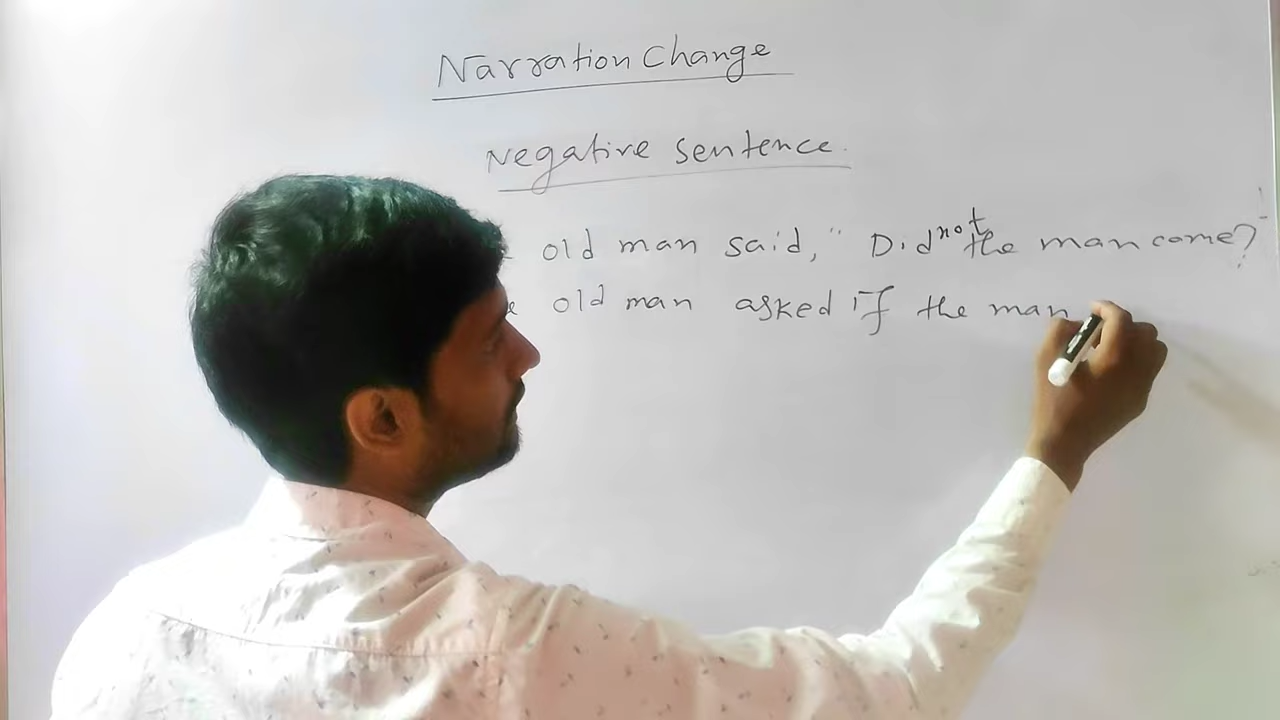 Narration Change
Negative sentence.
old man said, " Did not the man come?
old man asked if the man